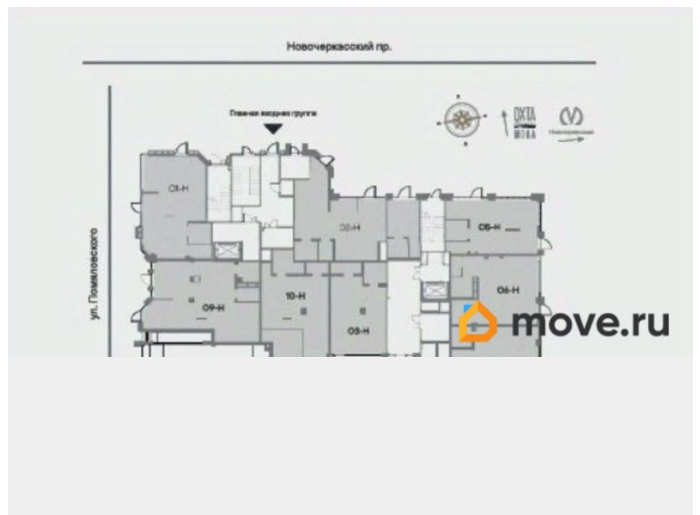 Новочеркасский пр.
Главная входная группа
ОХТА
МОЛЛ
Новочеркасская
ул. Помяловского
01-Н
02-Н
05-Н
09-Н
10-Н
03-Н
06-Н
move.ru